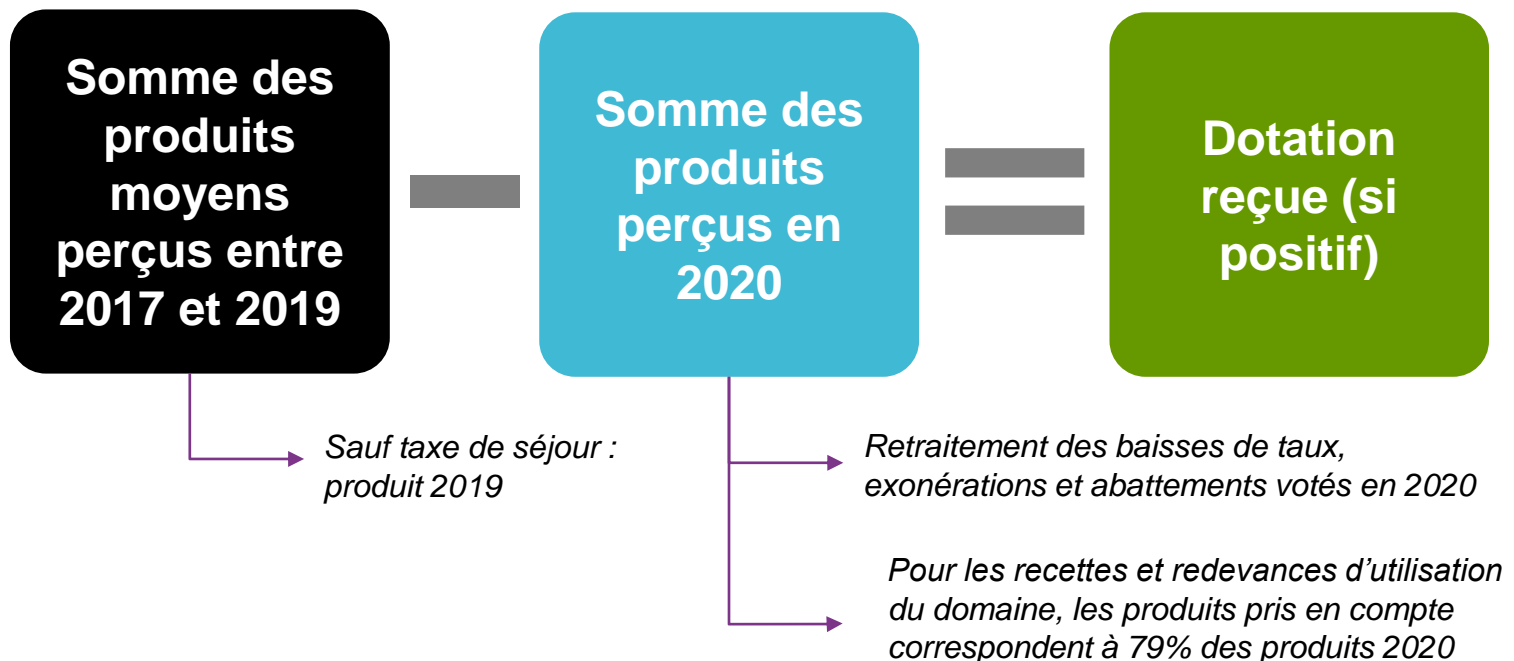 Somme des
produits
moyens
perçus entre
2017 et 2019
Somme des
produits
perçus en
2020
Dotation
reçue (si
positif)
Sauf taxe de séjour :
produit 2019
Retraitement des baisses de taux,
exonérations et abattements votés en 2020
Pour les recettes et redevances d’utilisation
du domaine, les produits pris en compte
correspondent à 79% des produits 2020